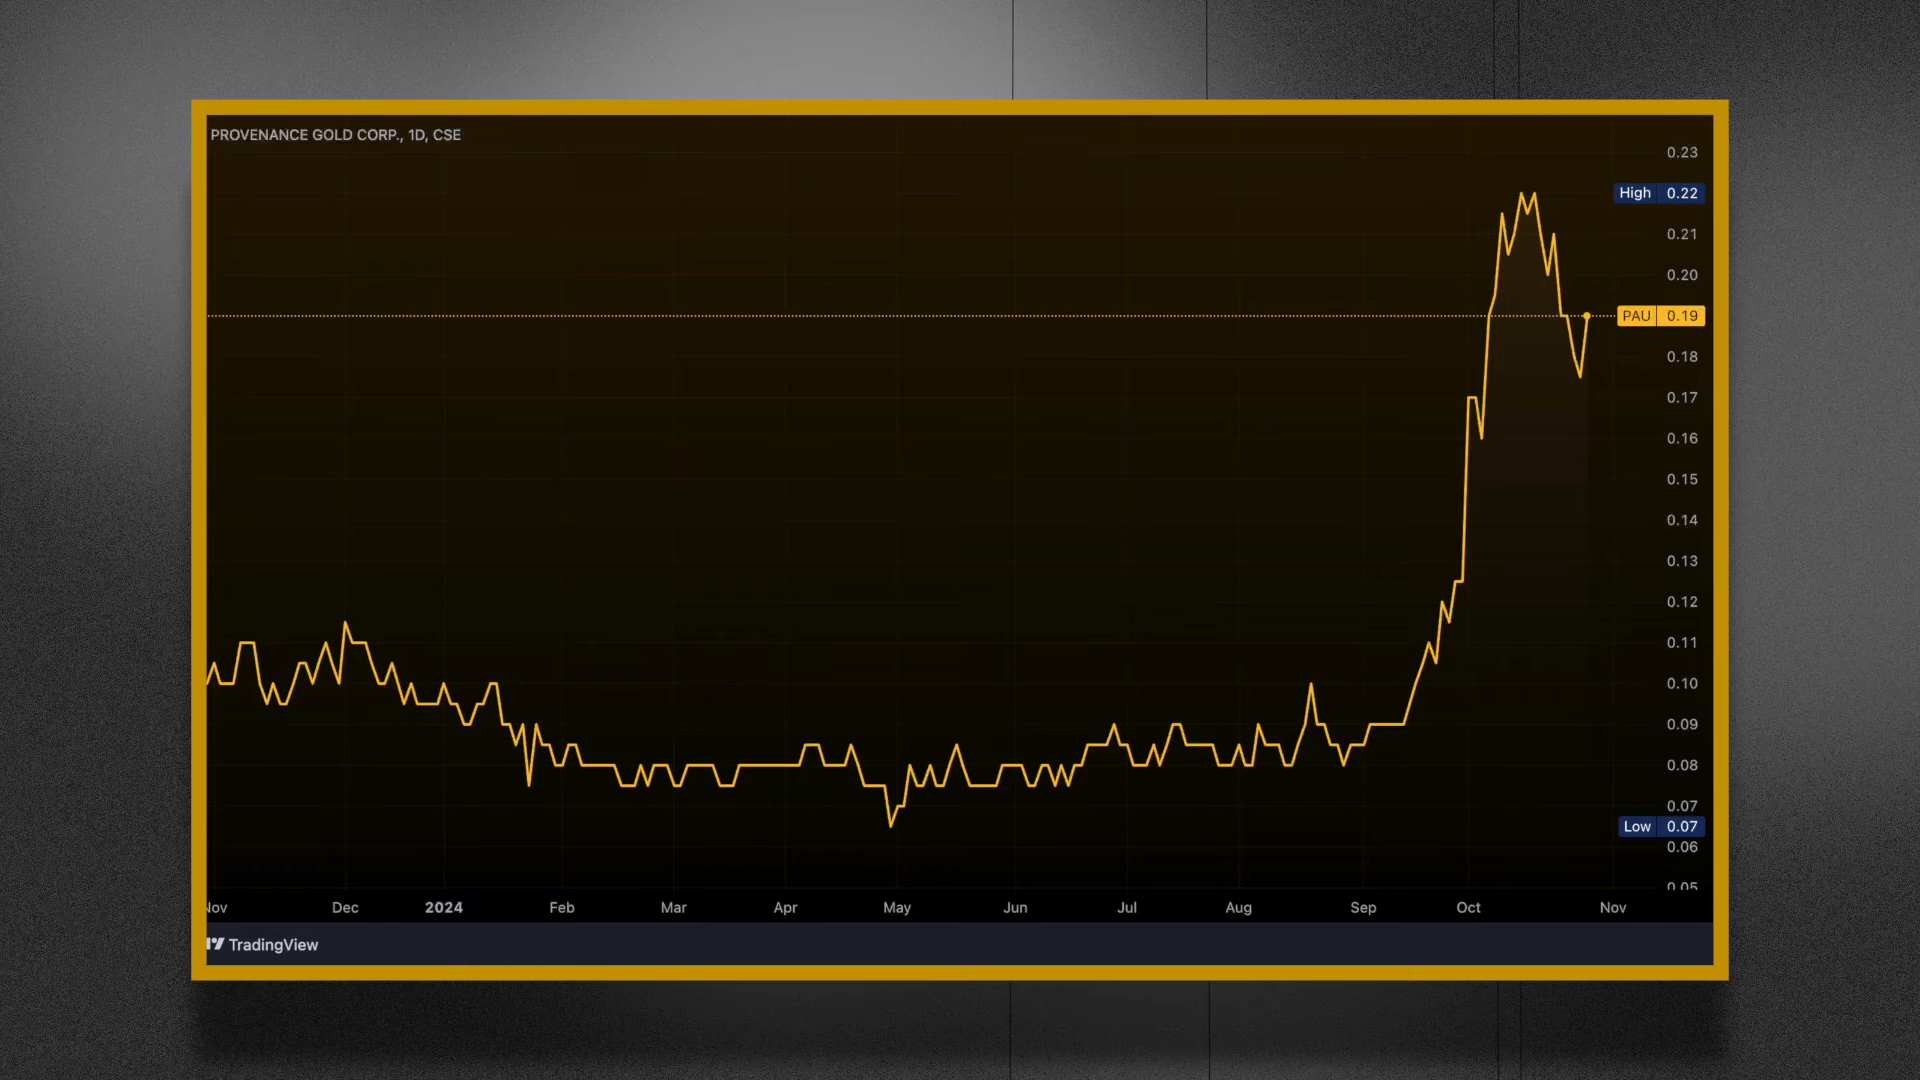 PROVENANCE GOLD CORP., 1D, CSE
0.23
High 0.22
0.21
0.20
PAU 0.19
0.18
0.17
0.16
0.15
0.14
0.13
0.12
0.11
0.10
0.09
0.08
0.07
Low 0.07
0.06
0.05
Nov Dec 2024 Feb Mar Apr May Jun Jul Aug Sep Oct Nov
TradingView